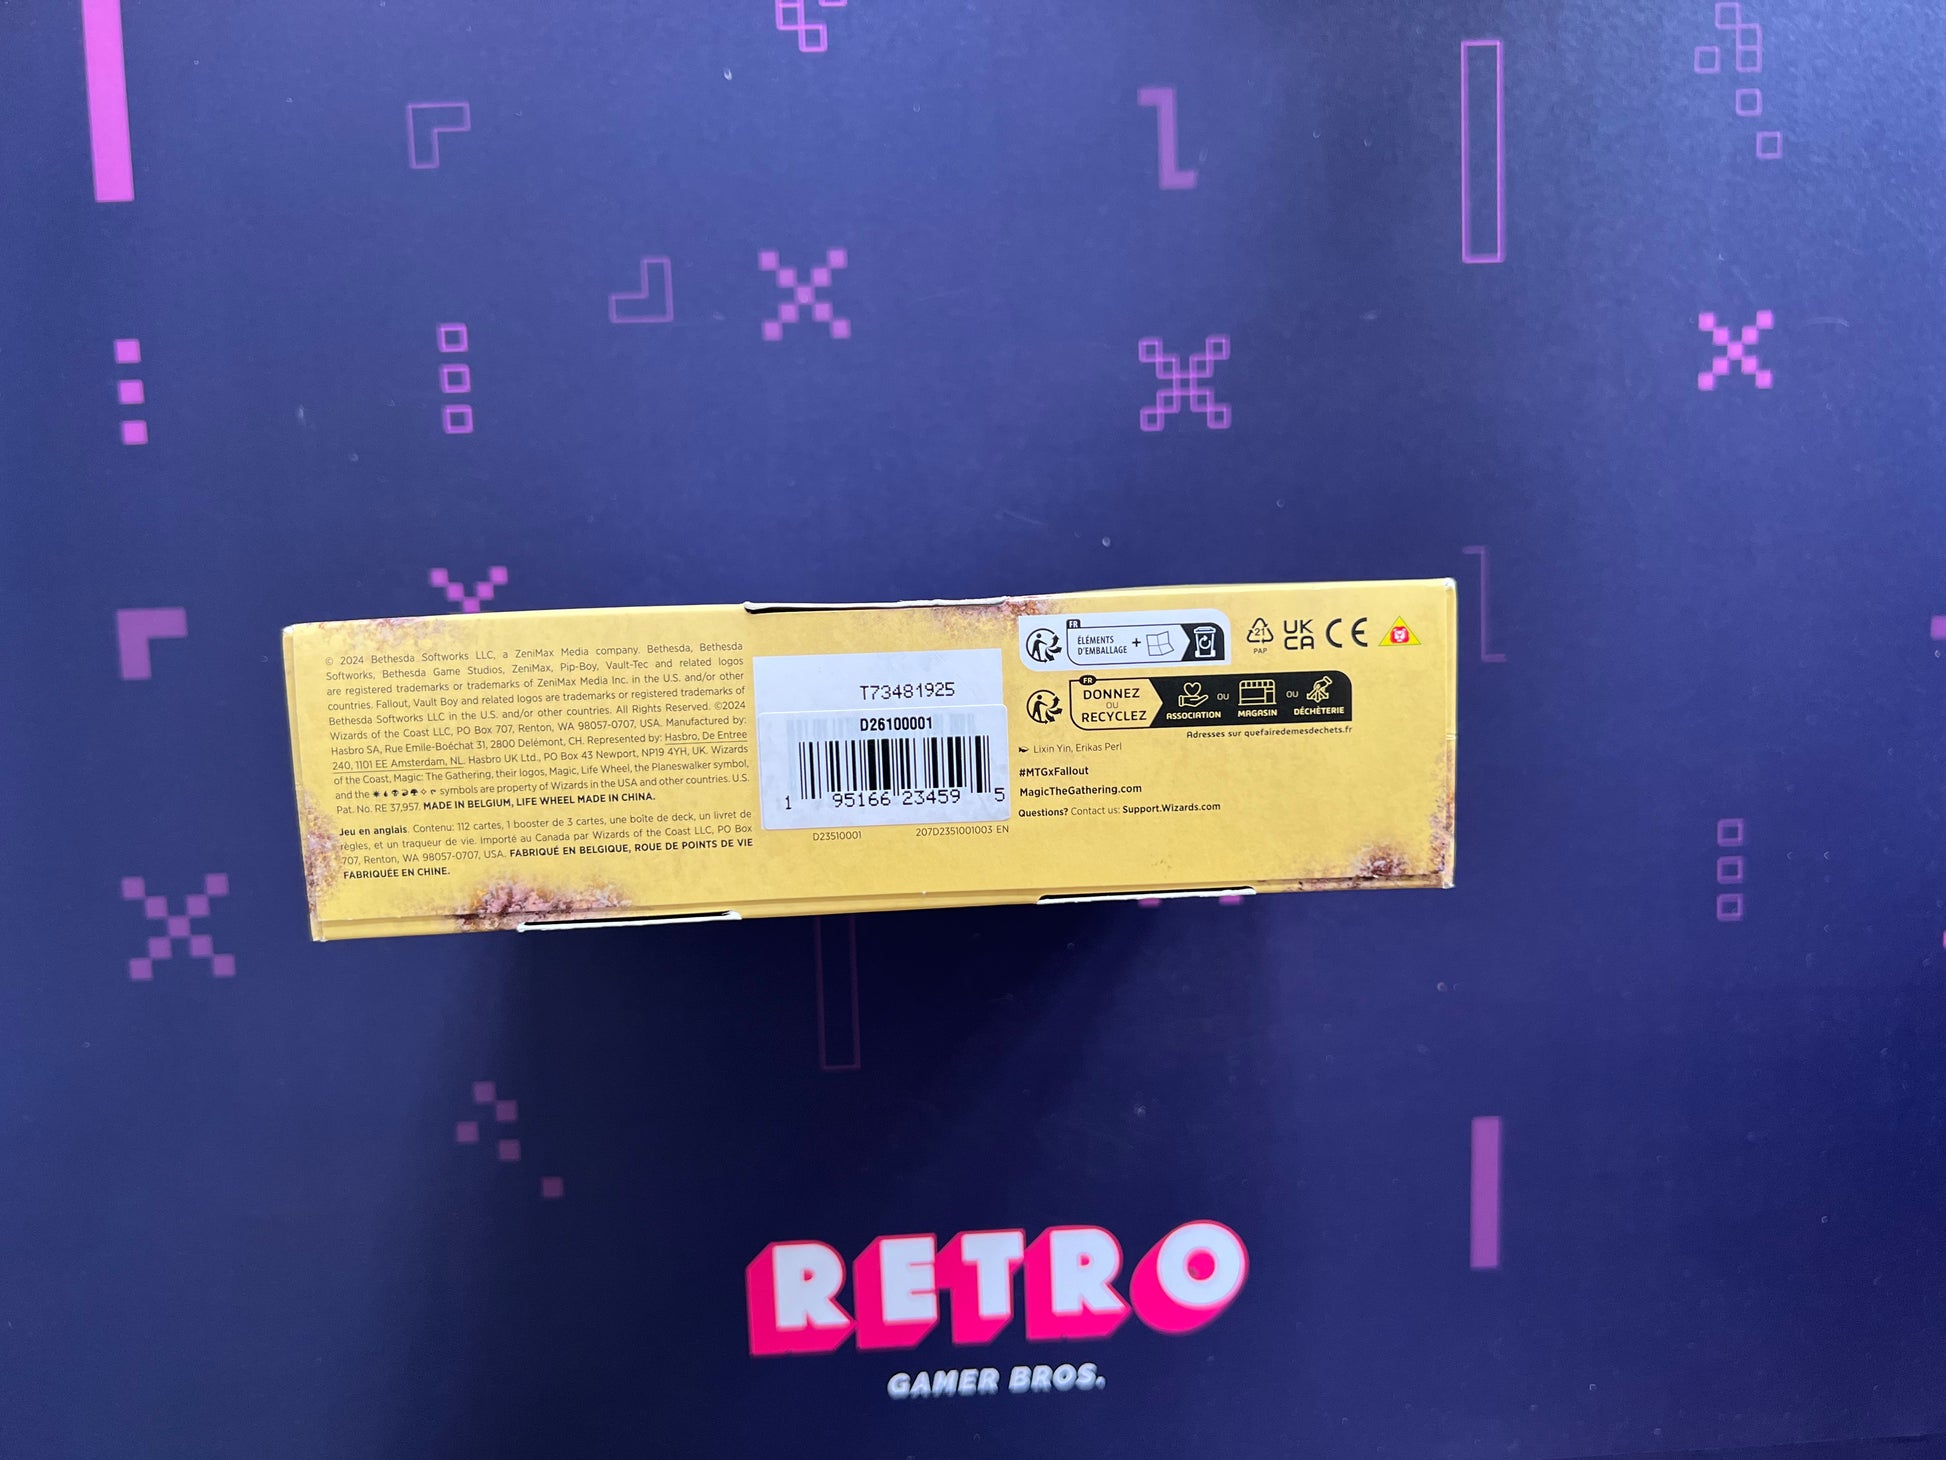 © 2024 Bethesda Softworks LLC, a ZeniMax Media company. Bethesda, Bethesda
Softworks, Bethesda Game Studios, ZeniMax, Pip-Boy, Vault-Tec and related logos
are registered trademarks or trademarks of ZeniMax Media Inc. in the U.S. and/or other
countries. Fallout, Vault Boy and related logos are trademarks or registered trademarks of
Bethesda Softworks LLC in the U.S. and/or other countries. All Rights Reserved. ©2024
Wizards of the Coast LLC, PO Box 707, Renton, WA 98057-0707, USA. Manufactured by:
Hasbro SA, Rue Emile-Boéchat 31, 2800 Delémont, CH. Represented by: Hasbro, De Entree
240, 1101 EE Amsterdam, NL. Hasbro UK Ltd., PO Box 43 Newport, NP19 4YH, UK. Wizards
of the Coast, Magic: The Gathering, their logos, Magic, Life Wheel, the Planeswalker symbol,
and the symbols are property of Wizards in the USA and other countries. U.S.
Pat. No. RE 37,957. MADE IN BELGIUM, LIFE WHEEL MADE IN CHINA.
Jeu en anglais. Contenu: 112 cartes, 1 booster de 3 cartes, une boîte de deck, un livret de
règles, et un traqueur de vie. Importé au Canada par Wizards of the Coast LLC, PO Box
707, Renton, WA 98057-0707, USA. FABRIQUÉ EN BELGIQUE, ROUE DE POINTS DE VIE
FABRIQUÉE EN CHINE.
T73481925
D26100001
1 95166 23459 5
D23510001 207D2351001003 EN
FR
ÉLÉMENTS
D'EMBALLAGE +
21
PAP
UK
CA
CE
FR
DONNEZ
OU
RECYCLEZ
ASSOCIATION OU MAGASIN OU DÉCHÈTERIE
Adresses sur quefairedemesdechets.fr
Lixin Yin, Erikas Perl
#MTGxFallout
MagicTheGathering.com
Questions? Contact us: Support.Wizards.com
RETRO
GAMER BROS.